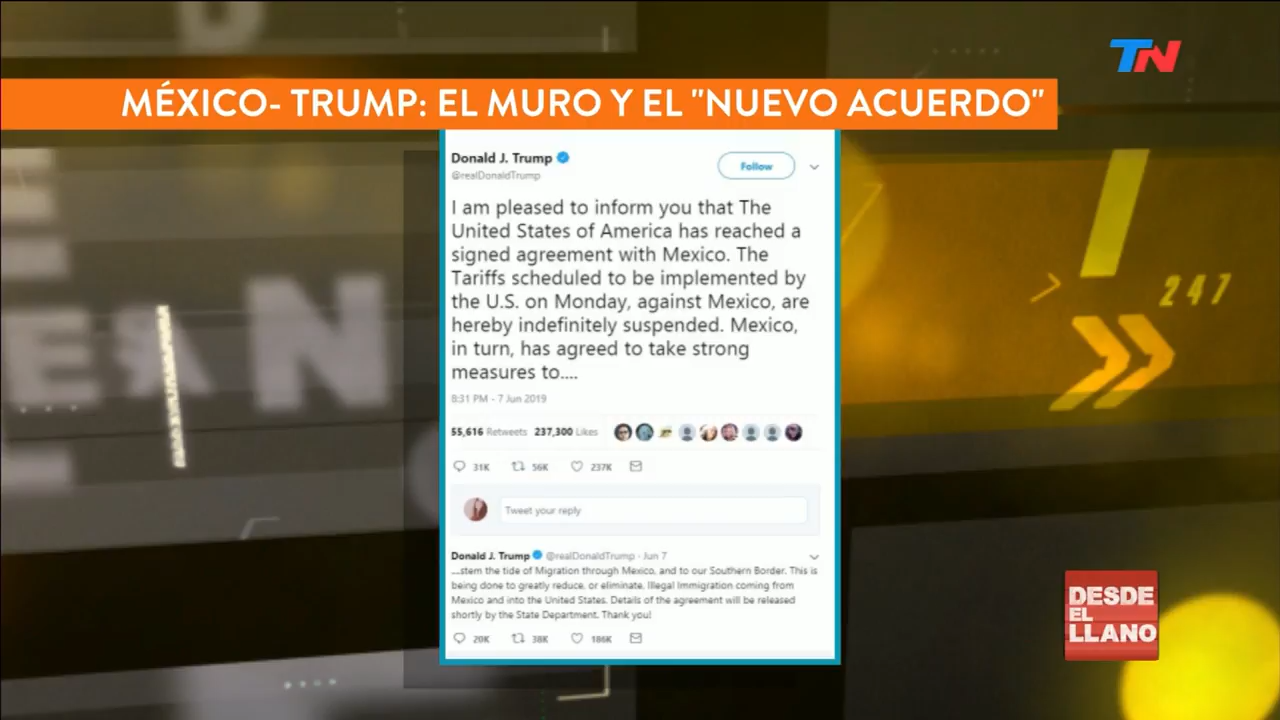 TN
MÉXICO- TRUMP: EL MURO Y EL "NUEVO ACUERDO"
Donald J. Trump
@realDonaldTrump
Follow
I am pleased to inform you that The
United States of America has reached a
signed agreement with Mexico. The
Tariffs scheduled to be implemented by
the U.S. on Monday, against Mexico, are
hereby indefinitely suspended. Mexico,
in turn, has agreed to take strong
measures to....
8:31 PM - 7 Jun 2019
55,616 Retweets 237,300 Likes
31K 56K 237K
Tweet your reply
Donald J. Trump @realDonaldTrump · Jun 7
....stem the tide of Migration through Mexico, and to our Southern Border. This is
being done to greatly reduce, or eliminate, Illegal Immigration coming from
Mexico and into the United States. Details of the agreement will be released
shortly by the State Department. Thank you!
20K 38K 186K
247
DESDE
EL
LLANO